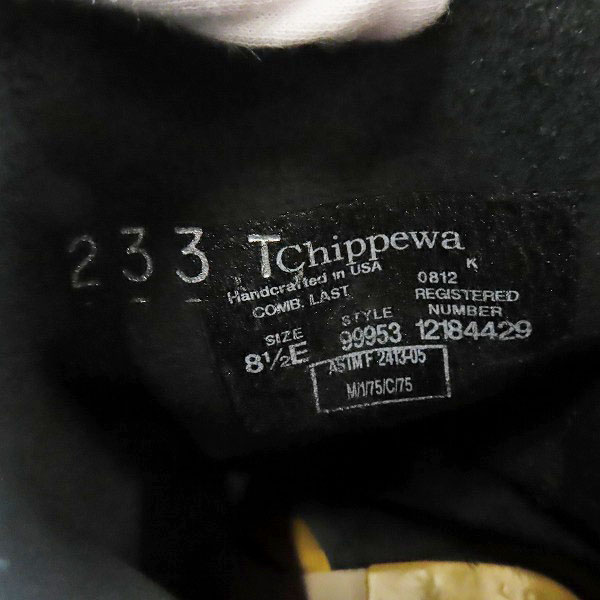 233 T Chippewa
Handcrafted in USA K
COMB. LAST 0812
REGISTERED
SIZE STYLE NUMBER
8½E 99953 12184429
ASTM F 2413-05
M/1/75/C/75